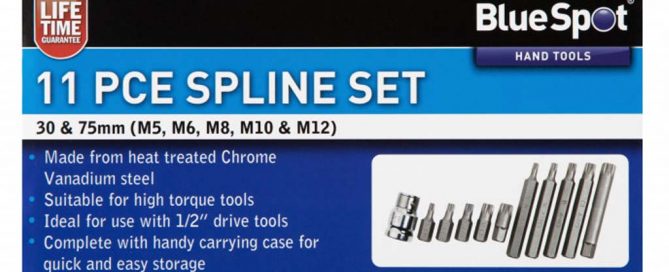 LIFE
TIME
GUARANTEE
BlueSpot®
HAND TOOLS
11 PCE SPLINE SET
30 & 75mm (M5, M6, M8, M10 & M12)
• Made from heat treated Chrome
Vanadium steel
• Suitable for high torque tools
• Ideal for use with 1/2” drive tools
• Complete with handy carrying case for
quick and easy storage